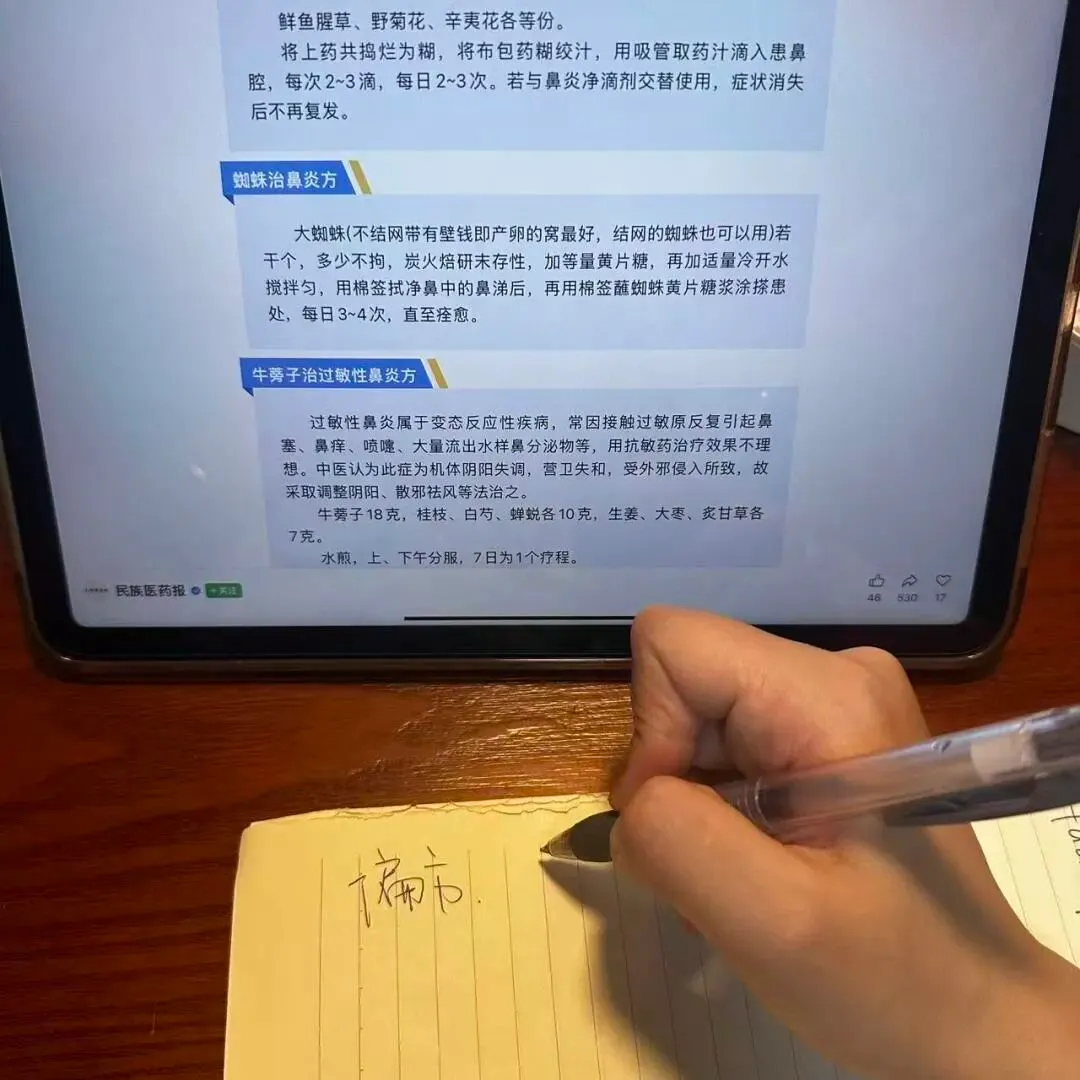 鲜鱼腥草、野菊花、辛夷花各等份。
将上药共捣烂为糊，将布包药糊绞汁，用吸管取药汁滴入患鼻
腔，每次2~3滴，每日2~3次。若与鼻炎净滴剂交替使用，症状消失
后不再复发。
蜘蛛治鼻炎方
大蜘蛛(不结网带有壁钱即产卵的窝最好，结网的蜘蛛也可以用)若
干个，多少不拘，炭火焙研末存性，加等量黄片糖，再加适量冷开水
搅拌匀，用棉签拭净鼻中的鼻涕后，再用棉签蘸蜘蛛黄片糖浆涂搽患
处，每日3~4次，直至痊愈。
牛蒡子治过敏性鼻炎方
过敏性鼻炎属于变态反应性疾病，常因接触过敏原反复引起鼻
塞、鼻痒、喷嚏、大量流出水样鼻分泌物等，用抗敏药治疗效果不理
想。中医认为此症为机体阴阳失调，营卫失和，受外邪侵入所致，故
采取调整阴阳、散邪祛风等法治之。
牛蒡子18克，桂枝、白芍、蝉蜕各10克，生姜、大枣、炙甘草各
7克。
水煎，上、下午分服，7日为1个疗程。
民族医药报 +关注
46 530 17
偏方.